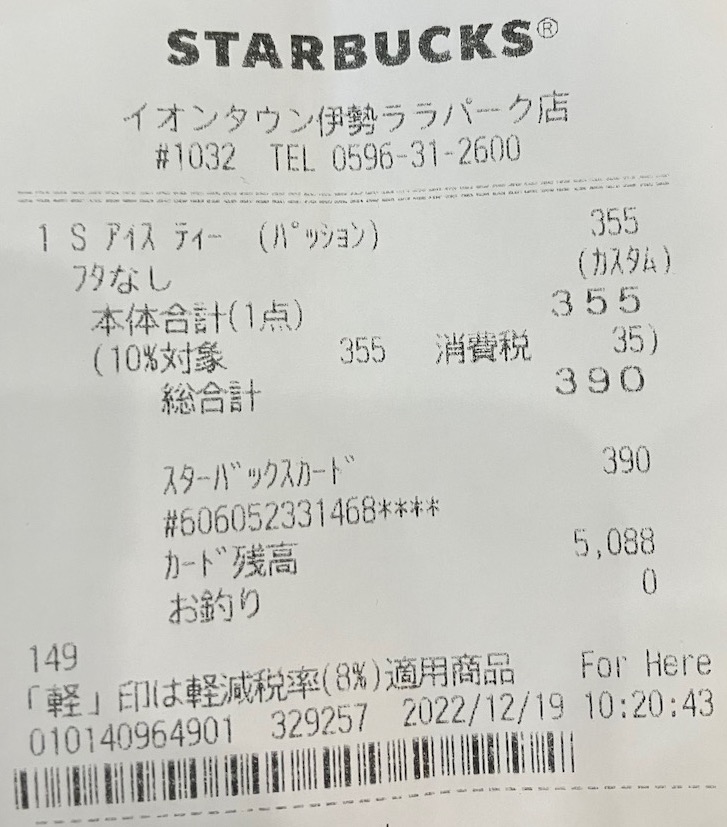 STARBUCKS®
イオンタウン伊勢ララパーク店
#1032 TEL 0596-31-2600
1 S ｱｲｽ ﾃｨｰ (ﾊﾟｯｼｮﾝ) 355
ﾌﾀなし (ｶｽﾀﾑ)
本体合計(1点) 355
(10%対象 355 消費税 35)
総合計 390
ｽﾀｰﾊﾞｯｸｽｶｰﾄﾞ 390
#606052331468****
ｶｰﾄﾞ残高 5,088
お釣り 0
149
「軽」印は軽減税率(8%)適用商品 For Here
010140964901 329257 2022/12/19 10:20:43